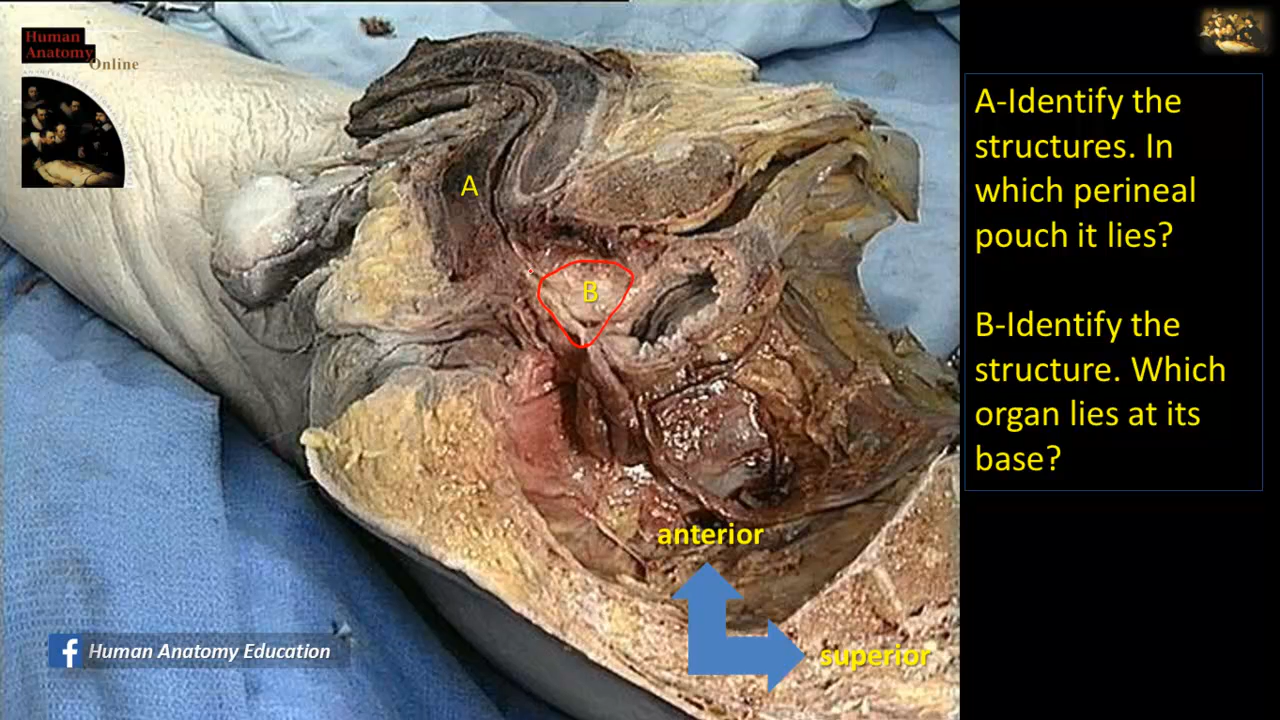 Human
Anatomy
Online
A
B
anterior
superior
Human Anatomy Education
A-Identify the
structures. In
which perineal
pouch it lies?
B-Identify the
structure. Which
organ lies at its
base?